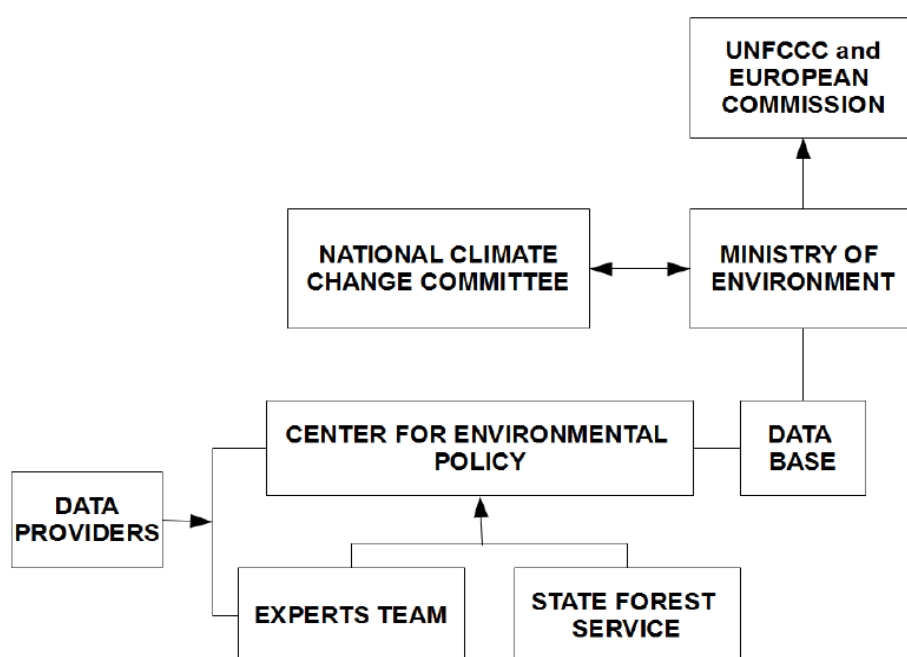 UNFCCC and
EUROPEAN
COMMISSION
NATIONAL CLIMATE
CHANGE COMMITTEE
MINISTRY OF
ENVIRONMENT
CENTER FOR ENVIRONMENTAL
POLICY
DATA
BASE
DATA
PROVIDERS
EXPERTS TEAM
STATE FOREST
SERVICE